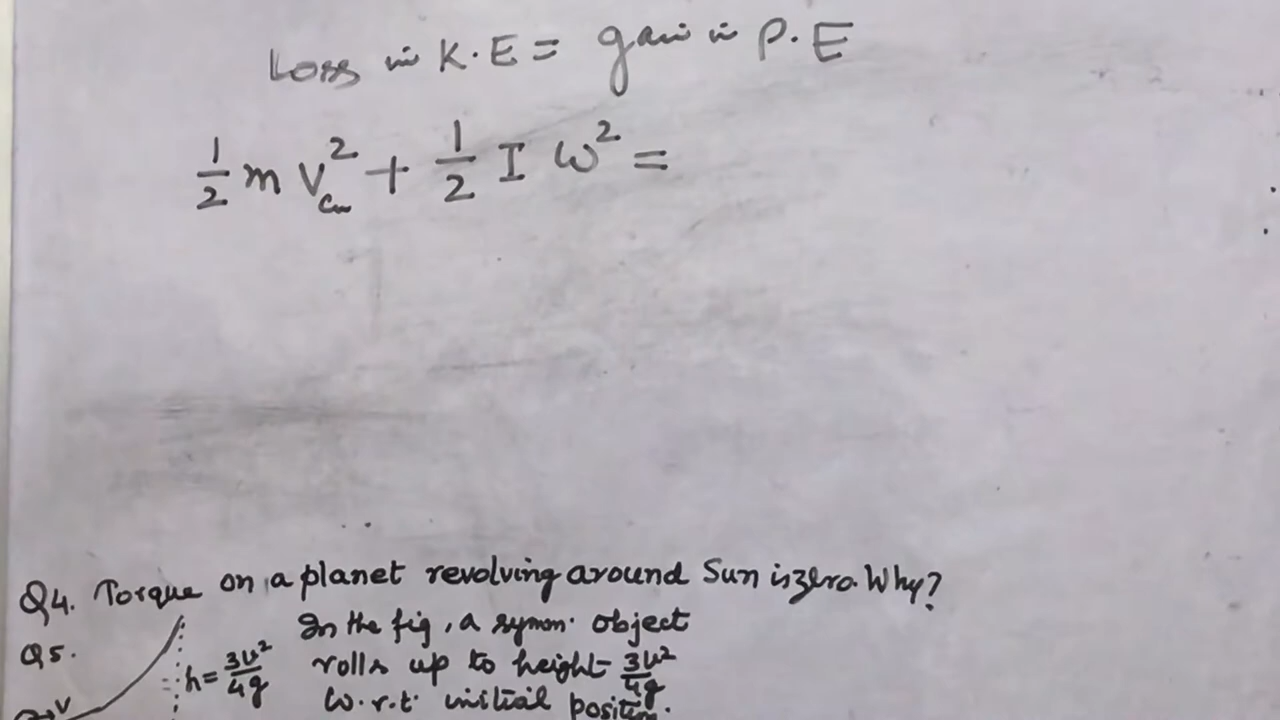 Loss in K.E = gain in P.E
1/2 m V_cm^2 + 1/2 I ω^2 =
Q4. Torque on a planet revolving around Sun is zero. Why?
Q5. In the fig, a symm. object
h = 3v^2/4g rolls up to height 3v^2/4g
v w.r.t. initial position.